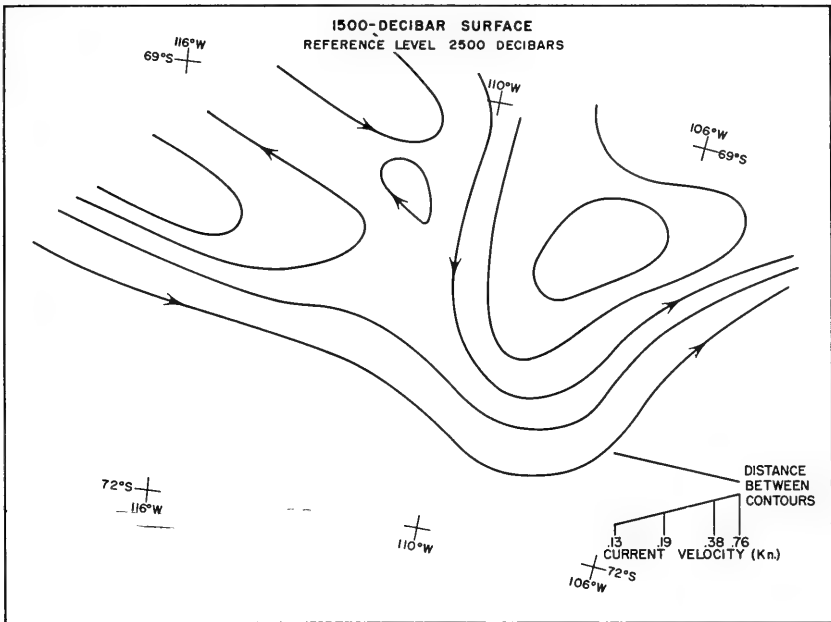 1500-DECIBAR SURFACE
REFERENCE LEVEL 2500 DECIBARS
116°W
69°S
110°W
106°W
69°S
72°S
116°W
110°W
106°W
72°S
DISTANCE
BETWEEN
CONTOURS
.13 .19 .38 .76
CURRENT VELOCITY (Kn.)